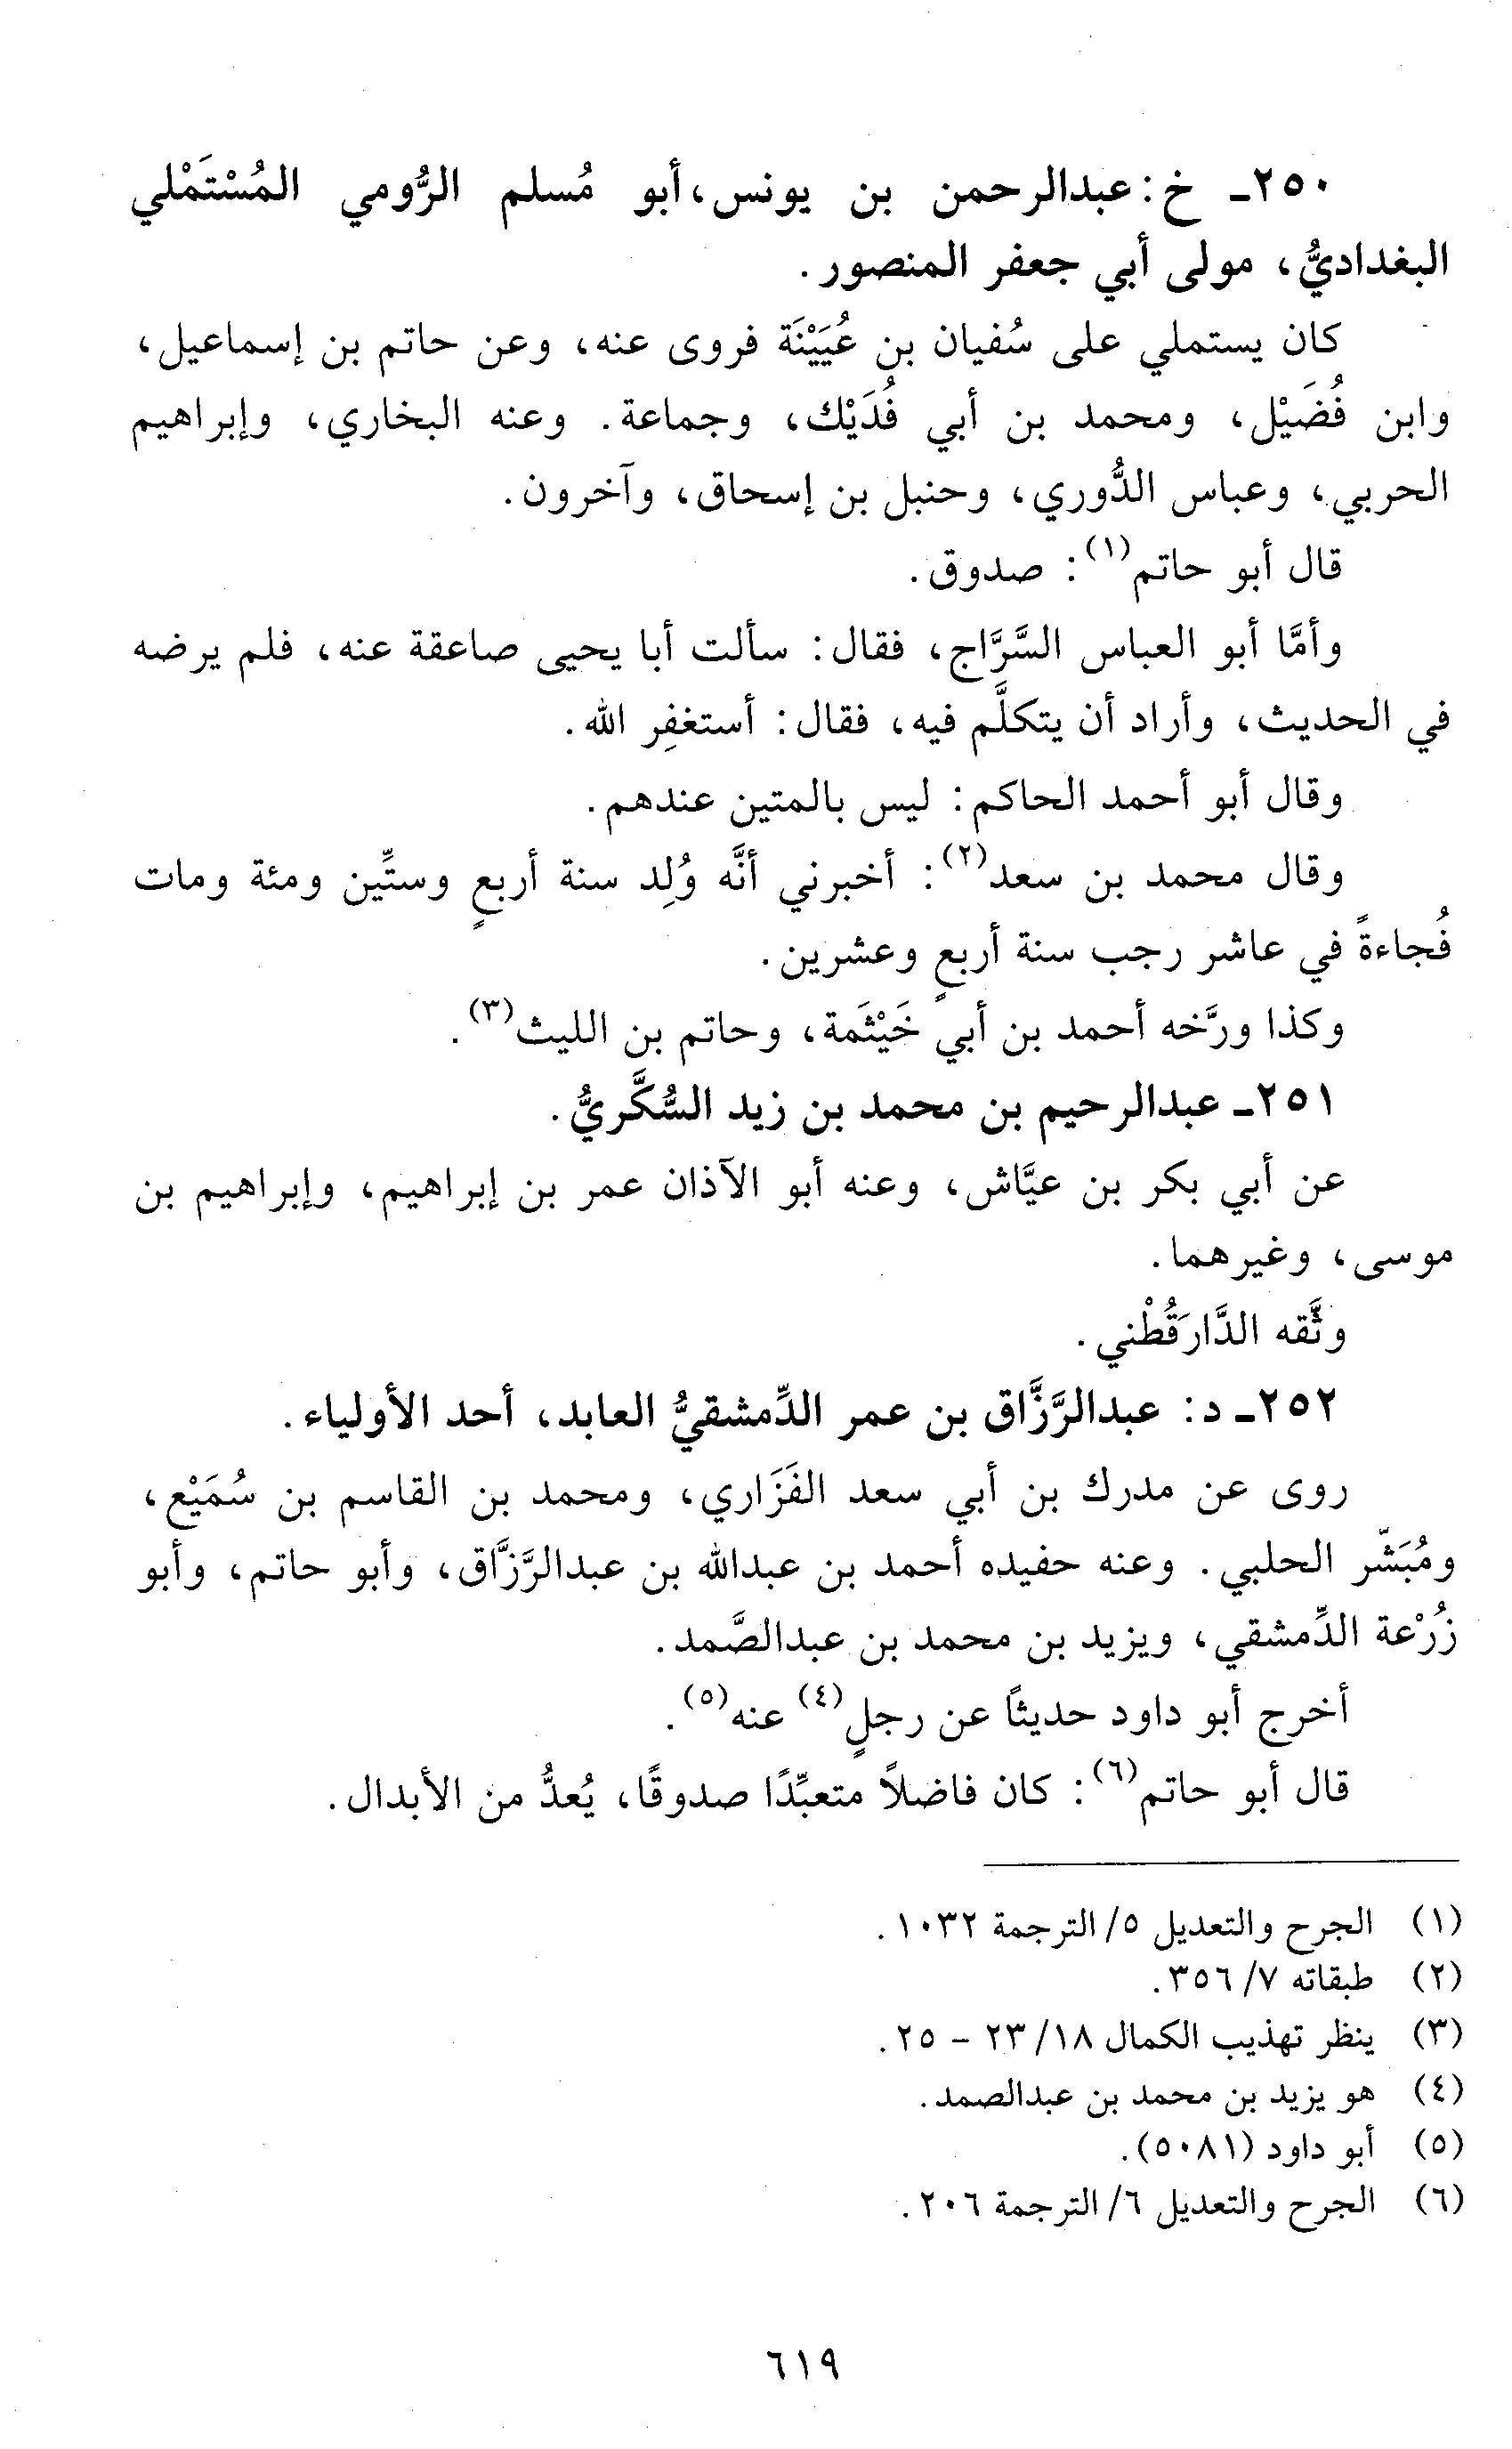 ٢٥٠ـ خ: عبدالرحمن بن يونس، أبو مُسلم الرُّومي المُسْتَمْلي
البغداديُّ، مولى أبي جعفر المنصور.
كان يستملي على سُفيان بن عُيَيْنَة فروى عنه، وعن حاتم بن إسماعيل،
وابن فُضَيْل، ومحمد بن أبي فُدَيْك، وجماعة. وعنه البخاري، وإبراهيم
الحربي، وعباس الدُّوري، وحنبل بن إسحاق، وآخرون.
قال أبو حاتم(١): صدوق.
وأمَّا أبو العباس السَّرَّاج، فقال: سألت أبا يحيى صاعقة عنه، فلم يرضه
في الحديث، وأراد أن يتكلَّم فيه، فقال: أستغفِر الله.
وقال أبو أحمد الحاكم: ليس بالمتين عندهم.
وقال محمد بن سعد(٢): أخبرني أنَّه وُلِد سنة أربعٍ وستِّين ومئة ومات
فُجاءةً في عاشر رجب سنة أربعٍ وعشرين.
وكذا ورَّخه أحمد بن أبي خَيْثَمة، وحاتم بن الليث(٣).
٢٥١ـ عبدالرحيم بن محمد بن زيد السُّكَّريُّ.
عن أبي بكر بن عيَّاش، وعنه أبو الآذان عمر بن إبراهيم، وإبراهيم بن
موسى، وغيرهما.
وثَّقه الدَّارَقُطْني.
٢٥٢ـ د: عبدالرَّزَّاق بن عمر الدِّمشقيُّ العابد، أحد الأولياء.
روى عن مدرك بن أبي سعد الفَزَاري، ومحمد بن القاسم بن سُمَيْع،
ومُبَشّر الحلبي. وعنه حفيده أحمد بن عبدالله بن عبدالرَّزَّاق، وأبو حاتم، وأبو
زُرْعة الدِّمشقي، ويزيد بن محمد بن عبدالصَّمد.
أخرج أبو داود حديثًا عن رجلٍ(٤) عنه(٥).
قال أبو حاتم(٦): كان فاضلاً متعبِّدًا صدوقًا، يُعدُّ من الأبدال.
(١) الجرح والتعديل ٥/ الترجمة ١٠٣٢.
(٢) طبقاته ٧/ ٣٥٦.
(٣) ينظر تهذيب الكمال ١٨/ ٢٣ - ٢٥.
(٤) هو يزيد بن محمد بن عبدالصمد.
(٥) أبو داود (٥٠٨١).
(٦) الجرح والتعديل ٦/ الترجمة ٢٠٦.
٦١٩